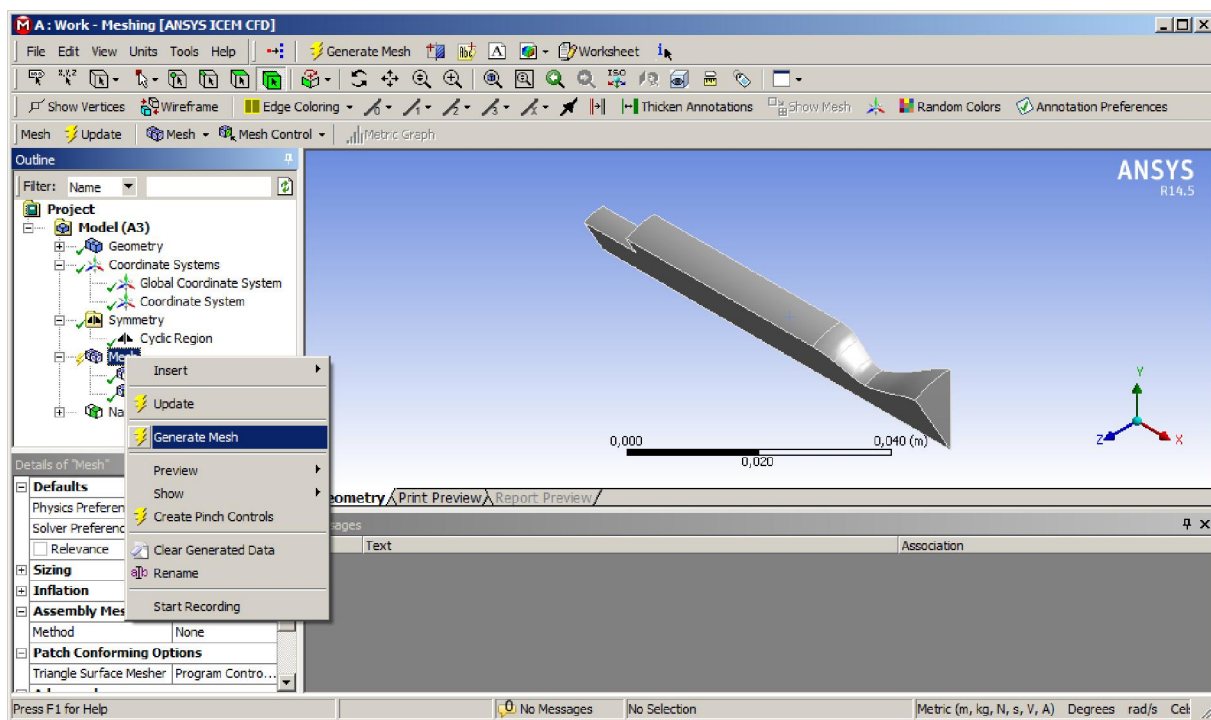 A : Work - Meshing [ANSYS ICEM CFD]
File Edit View Units Tools Help Generate Mesh A Worksheet i
ISO
Show Vertices Wireframe Edge Coloring Thicken Annotations Show Mesh Random Colors Annotation Preferences
Mesh Update Mesh Mesh Control Metric Graph
Outline
Filter: Name
Project
Model (A3)
Geometry
Coordinate Systems
Global Coordinate System
Coordinate System
Symmetry
Cyclic Region
Mesh
Na
Insert
Update
Generate Mesh
Preview
Show
Create Pinch Controls
Clear Generated Data
Rename
Start Recording
Details of "Mesh"
Defaults
Physics Preferen
Solver Preferenc
Relevance
Sizing
Inflation
Assembly Mes
Method None
Patch Conforming Options
Triangle Surface Mesher Program Contro...
ANSYS
R14.5
0,000 0,040 (m)
0,020
Y
Z X
eometry Print Preview Report Preview
sages
Text Association
Press F1 for Help 0 No Messages No Selection Metric (m, kg, N, s, V, A) Degrees rad/s Cel